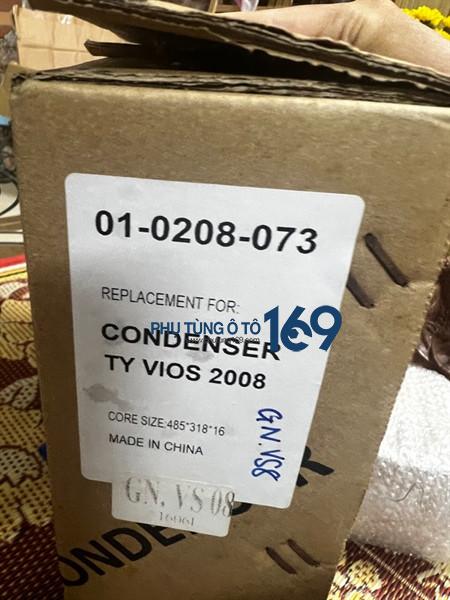 01-0208-073
REPLACEMENT FOR:
PHỤ TÙNG Ô TÔ 169
CONDENSER
TY VIOS 2008
CORE SIZE:485*318*16
MADE IN CHINA
GN.VS8
GN. VS 08
CONDENSER